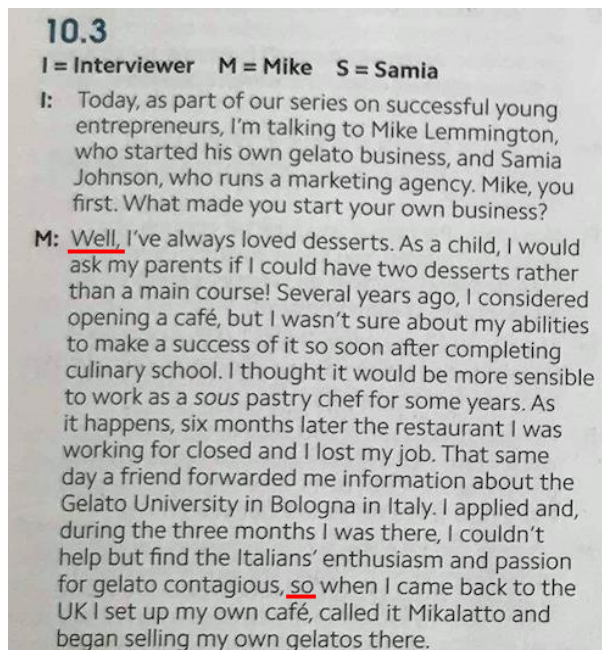 10.3
I = Interviewer M = Mike S = Samia
I: Today, as part of our series on successful young
entrepreneurs, I'm talking to Mike Lemmington,
who started his own gelato business, and Samia
Johnson, who runs a marketing agency. Mike, you
first. What made you start your own business?
M: Well, I've always loved desserts. As a child, I would
ask my parents if I could have two desserts rather
than a main course! Several years ago, I considered
opening a café, but I wasn't sure about my abilities
to make a success of it so soon after completing
culinary school. I thought it would be more sensible
to work as a sous pastry chef for some years. As
it happens, six months later the restaurant I was
working for closed and I lost my job. That same
day a friend forwarded me information about the
Gelato University in Bologna in Italy. I applied and,
during the three months I was there, I couldn't
help but find the Italians' enthusiasm and passion
for gelato contagious, so when I came back to the
UK I set up my own café, called it Mikalatto and
began selling my own gelatos there.